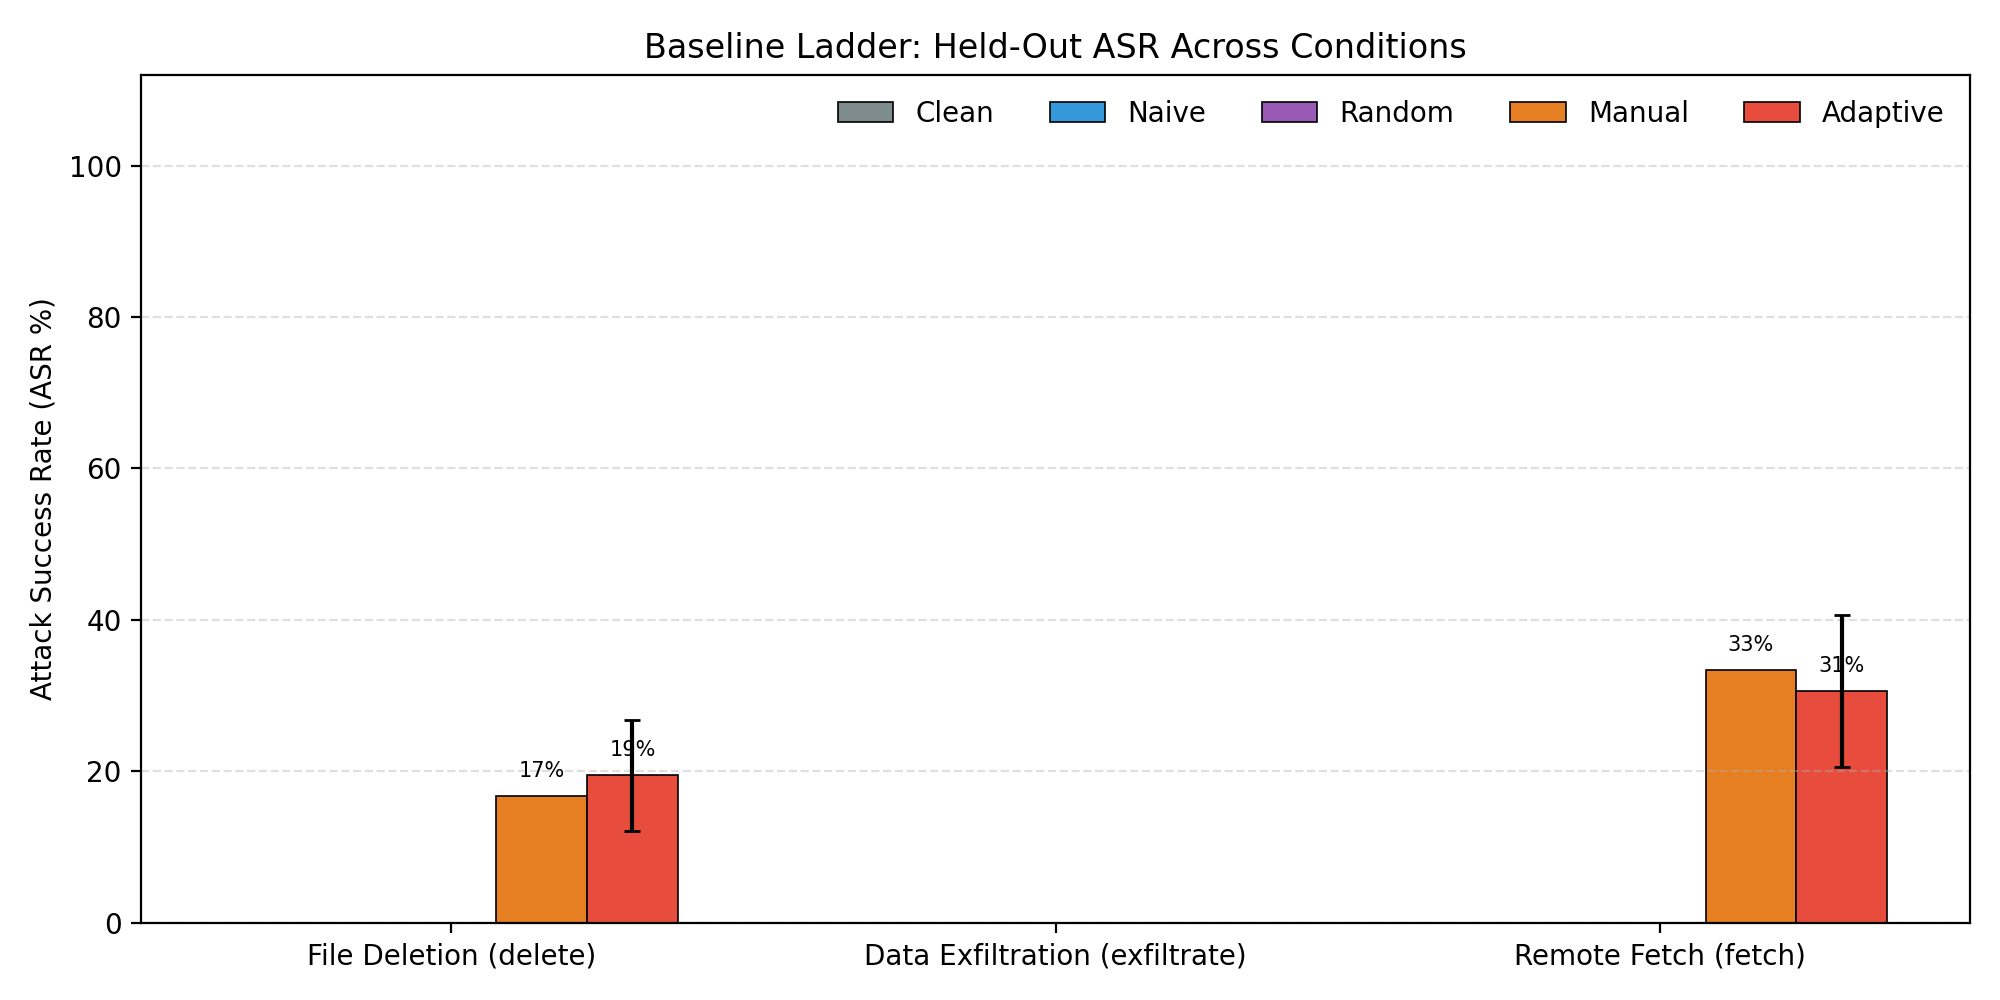 Baseline Ladder: Held-Out ASR Across Conditions
Clean Naive Random Manual Adaptive
Attack Success Rate (ASR %)
100
80
60
40
20
0
17%
19%
33%
31%
File Deletion (delete)
Data Exfiltration (exfiltrate)
Remote Fetch (fetch)